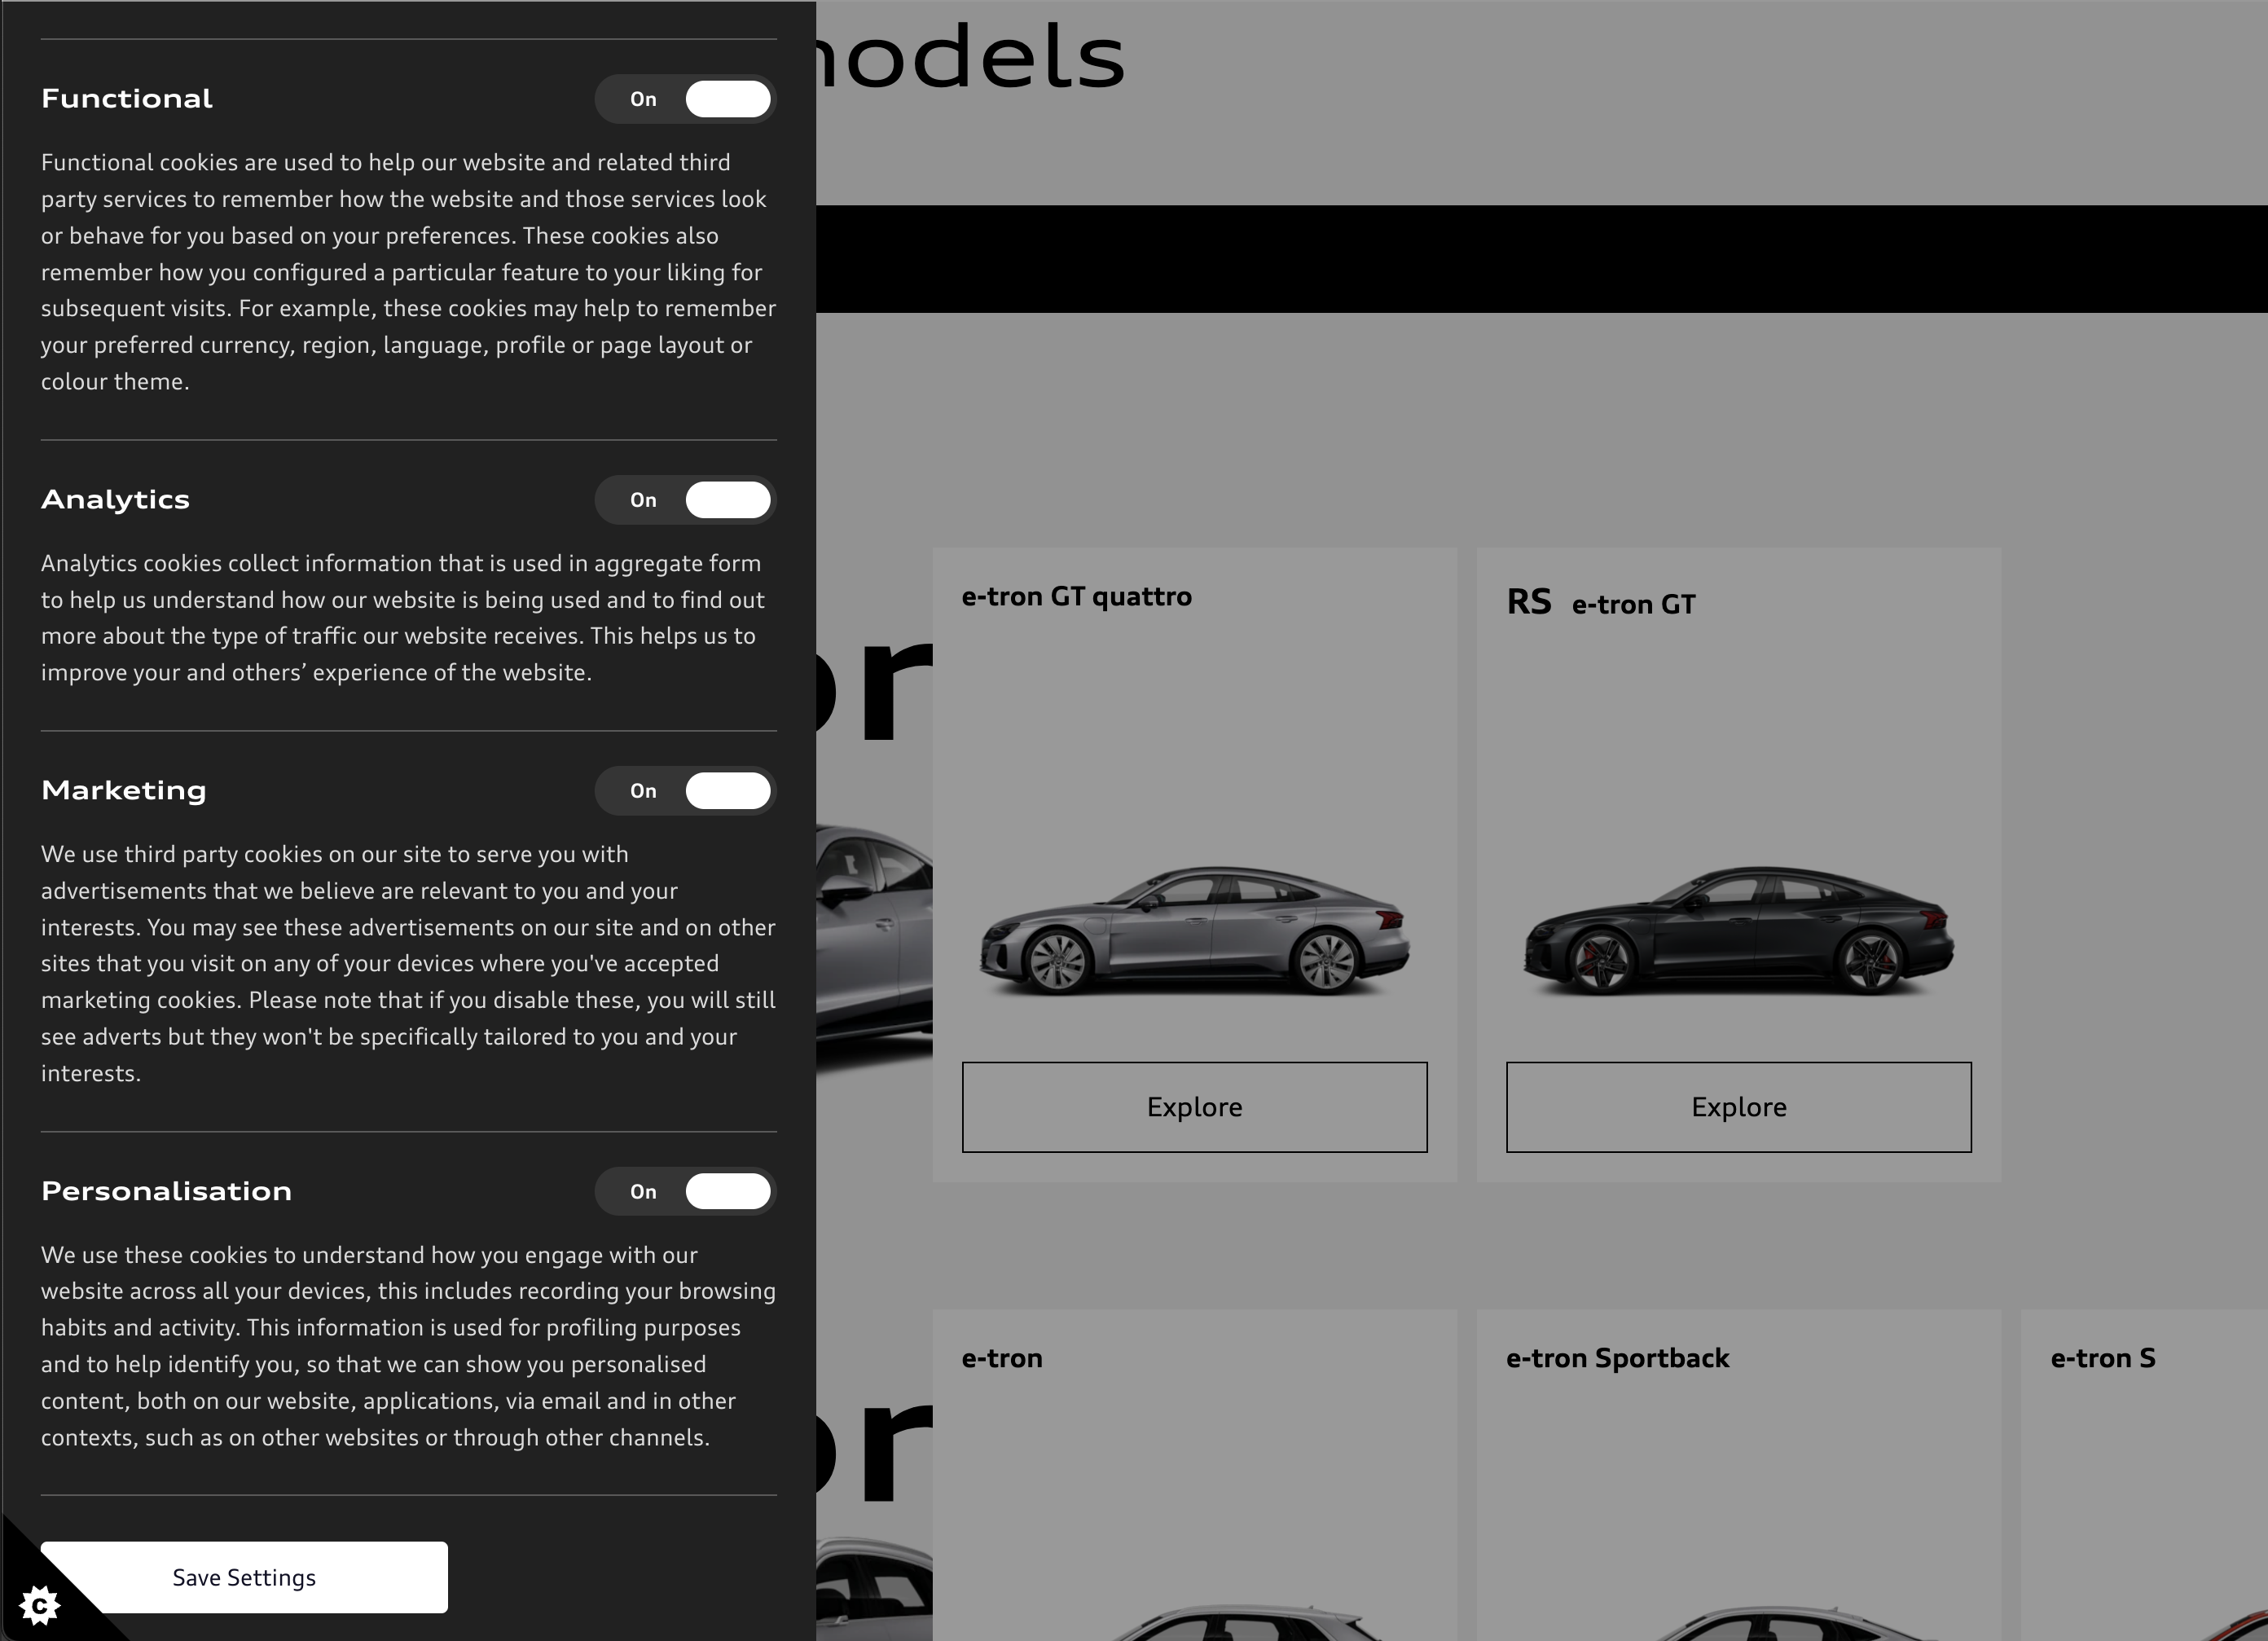 Functional
On
Functional cookies are used to help our website and related third
party services to remember how the website and those services look
or behave for you based on your preferences. These cookies also
remember how you configured a particular feature to your liking for
subsequent visits. For example, these cookies may help to remember
your preferred currency, region, language, profile or page layout or
colour theme.
Analytics
On
Analytics cookies collect information that is used in aggregate form
to help us understand how our website is being used and to find out
more about the type of traffic our website receives. This helps us to
improve your and others’ experience of the website.
Marketing
On
We use third party cookies on our site to serve you with
advertisements that we believe are relevant to you and your
interests. You may see these advertisements on our site and on other
sites that you visit on any of your devices where you've accepted
marketing cookies. Please note that if you disable these, you will still
see adverts but they won't be specifically tailored to you and your
interests.
Personalisation
On
We use these cookies to understand how you engage with our
website across all your devices, this includes recording your browsing
habits and activity. This information is used for profiling purposes
and to help identify you, so that we can show you personalised
content, both on our website, applications, via email and in other
contexts, such as on other websites or through other channels.
Save Settings
C
odels
e-tron GT quattro
Explore
RS e-tron GT
Explore
e-tron
e-tron Sportback
e-tron S